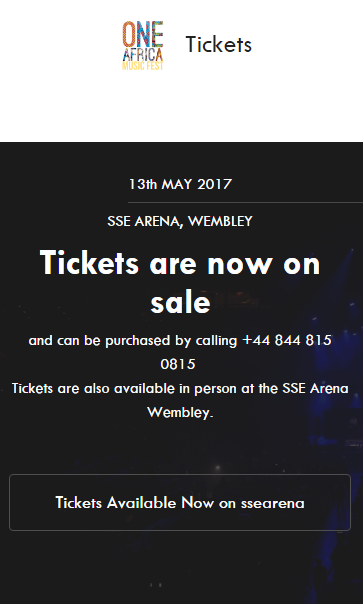 ONE
AFRICA
MUSIC FEST
Tickets
13th MAY 2017
SSE ARENA, WEMBLEY
Tickets are now on
sale
and can be purchased by calling +44 844 815
0815
Tickets are also available in person at the SSE Arena
Wembley.
Tickets Available Now on ssearena